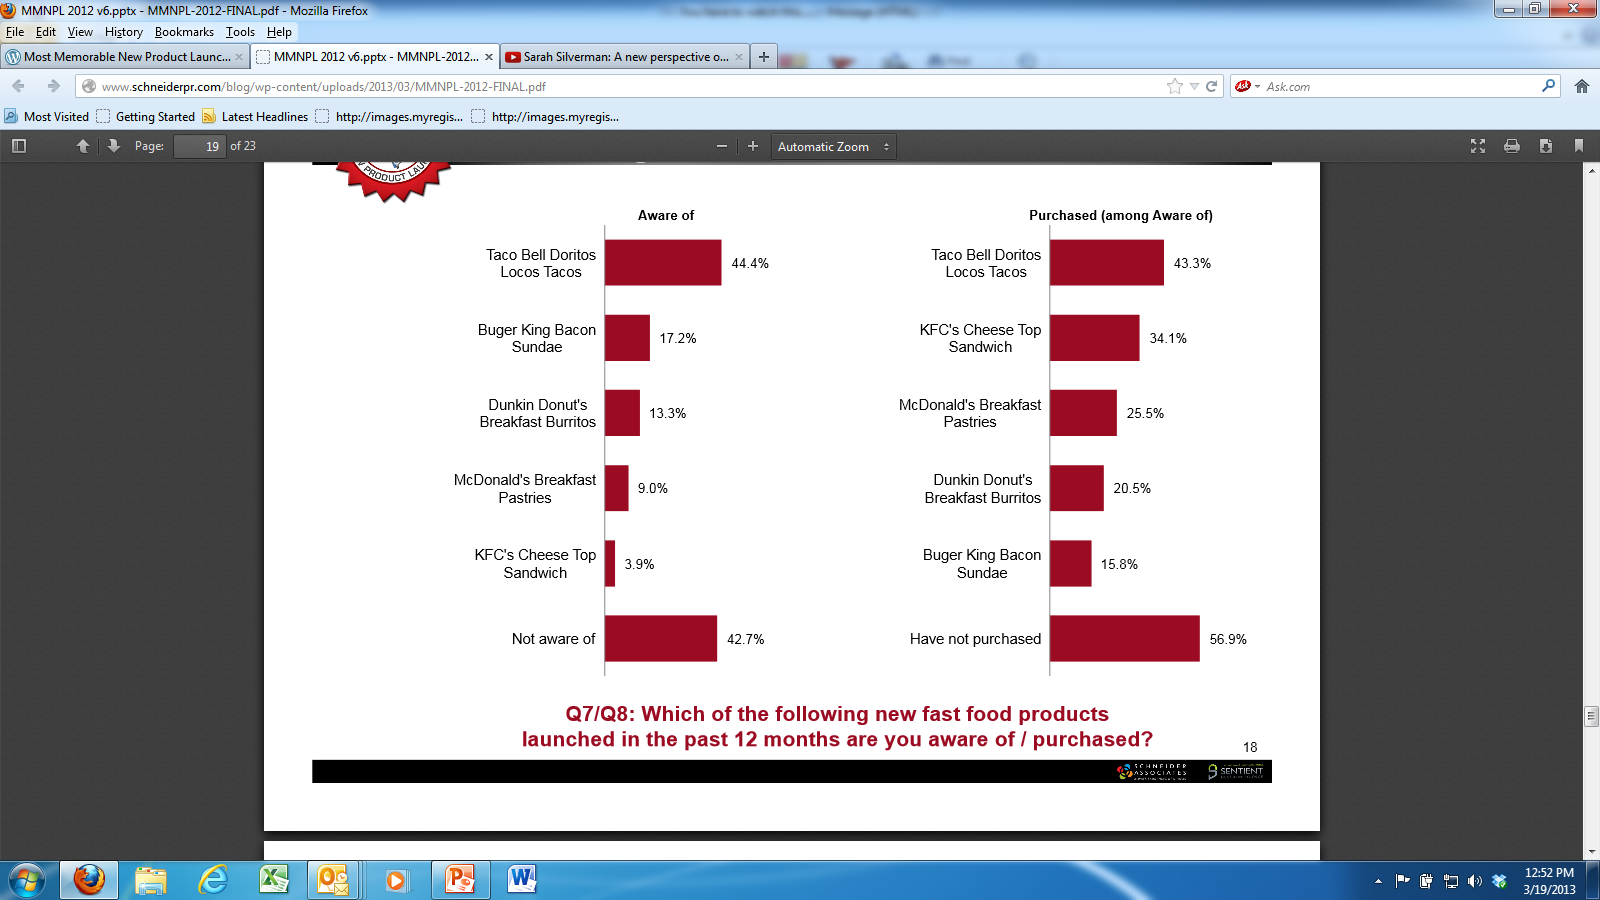 MMNPL 2012 v6.pptx - MMNPL-2012-FINAL.pdf - Mozilla Firefox
File Edit View History Bookmarks Tools Help
Most Memorable New Product Launc...
MMNPL 2012 v6.pptx - MMNPL-2012...
Sarah Silverman: A new perspective o...
www.schneiderpr.com/blog/wp-content/uploads/2013/03/MMNPL-2012-FINAL.pdf
Ask Ask.com
Most Visited Getting Started Latest Headlines http://images.myregis... http://images.myregis...
Page: 19 of 23
Automatic Zoom
PRODUCT
Aware of
Taco Bell Doritos
Locos Tacos
44.4%
Buger King Bacon
Sundae
17.2%
Dunkin Donut's
Breakfast Burritos
13.3%
McDonald's Breakfast
Pastries
9.0%
KFC's Cheese Top
Sandwich
3.9%
Not aware of
42.7%
Purchased (among Aware of)
Taco Bell Doritos
Locos Tacos
43.3%
KFC's Cheese Top
Sandwich
34.1%
McDonald's Breakfast
Pastries
25.5%
Dunkin Donut's
Breakfast Burritos
20.5%
Buger King Bacon
Sundae
15.8%
Have not purchased
56.9%
Q7/Q8: Which of the following new fast food products
launched in the past 12 months are you aware of / purchased?
18
SCHNEIDER
ASSOCIATES
SENTIENT
12:52 PM
3/19/2013